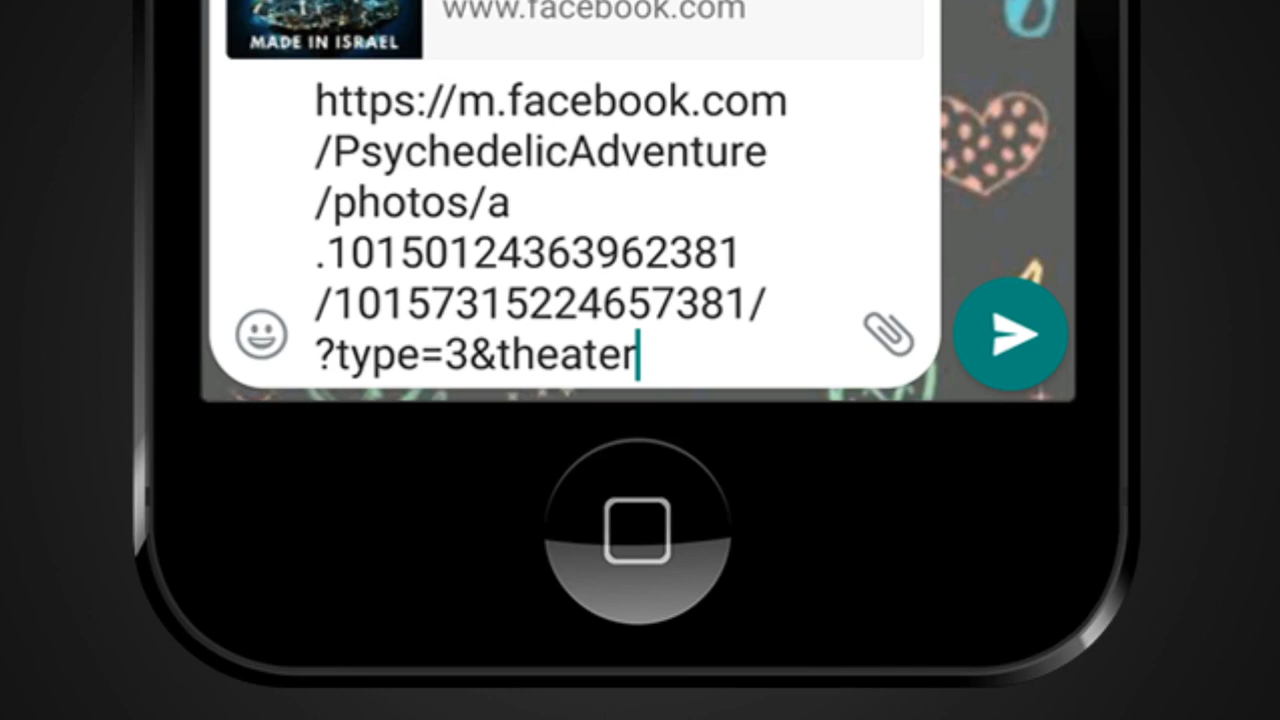 www.facebook.com
MADE IN ISRAEL
https://m.facebook.com
/PsychedelicAdventure
/photos/a
.10150124363962381
/10157315224657381/
?type=3&theater